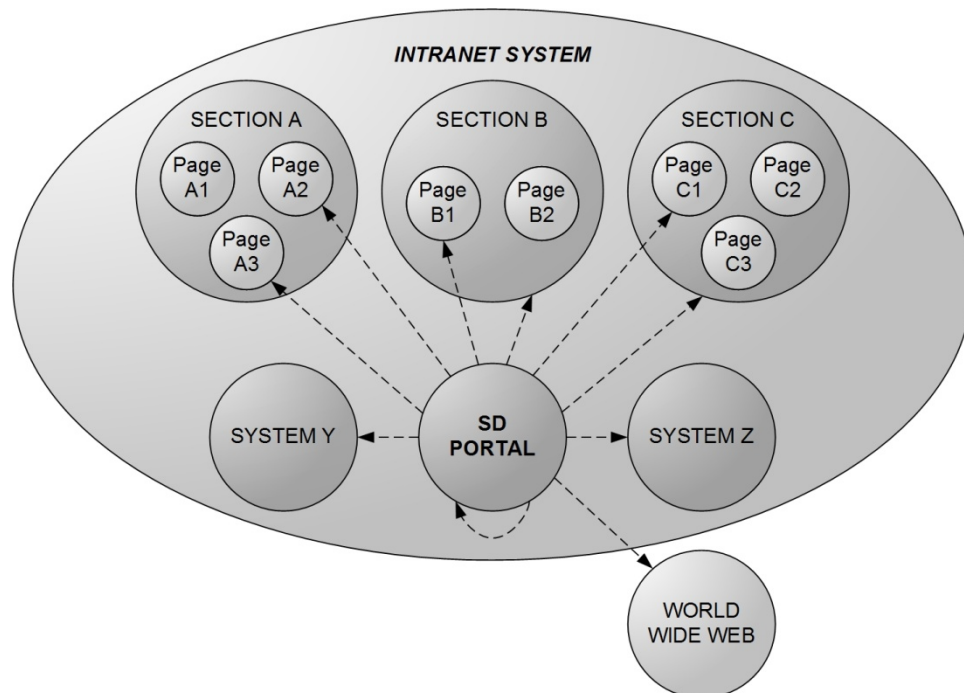 INTRANET SYSTEM
SECTION A
Page
A1
Page
A2
Page
A3
SECTION B
Page
B1
Page
B2
SECTION C
Page
C1
Page
C2
Page
C3
SYSTEM Y
SD
PORTAL
SYSTEM Z
WORLD
WIDE WEB